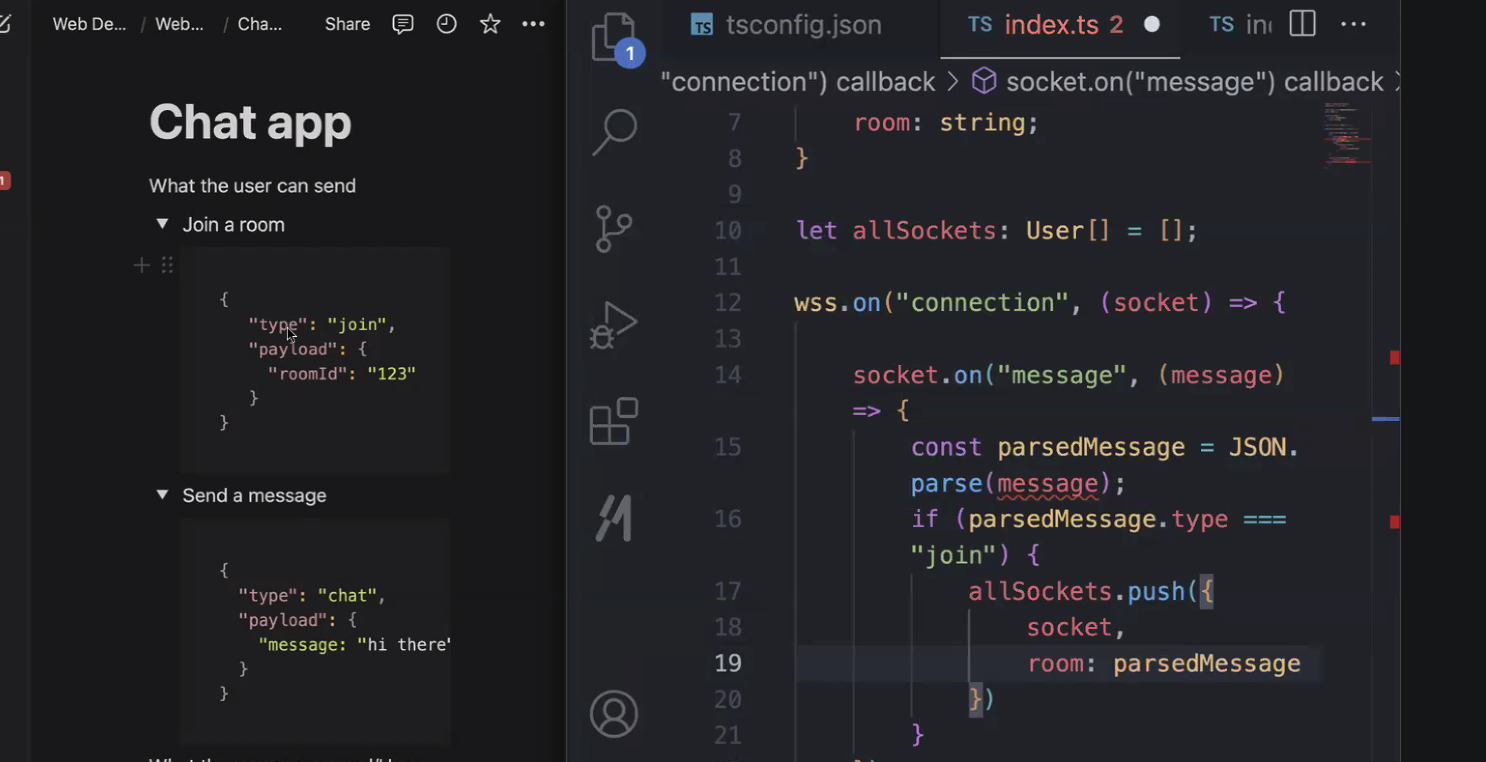 Web De... / Web... / Cha... Share
Chat app
What the user can send
Join a room
{
"type": "join",
"payload": {
"roomId": "123"
}
}
Send a message
{
"type": "chat",
"payload": {
"message: "hi there"
}
}
1
1
TS tsconfig.json
TS index.ts 2
TS in
"connection") callback > socket.on("message") callback >
7 room: string;
8 }
9
10 let allSockets: User[] = [];
11
12 wss.on("connection", (socket) => {
13
14 socket.on("message", (message)
=> {
15 const parsedMessage = JSON.
parse(message);
16 if (parsedMessage.type ===
"join") {
17 allSockets.push({
18 socket,
19 room: parsedMessage
20 })
21 }